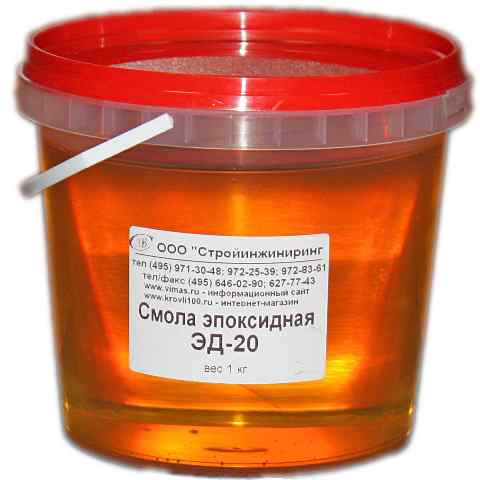 ООО "Стройинжиниринг
тел (495) 971-30-48; 972-25-39; 972-83-61
тел/факс (495) 646-02-90; 627-77-43
www.vimas.ru - информационный сайт
www.krovli100.ru - интернет-магазин
Смола эпоксидная
ЭД-20
вес 1 кг